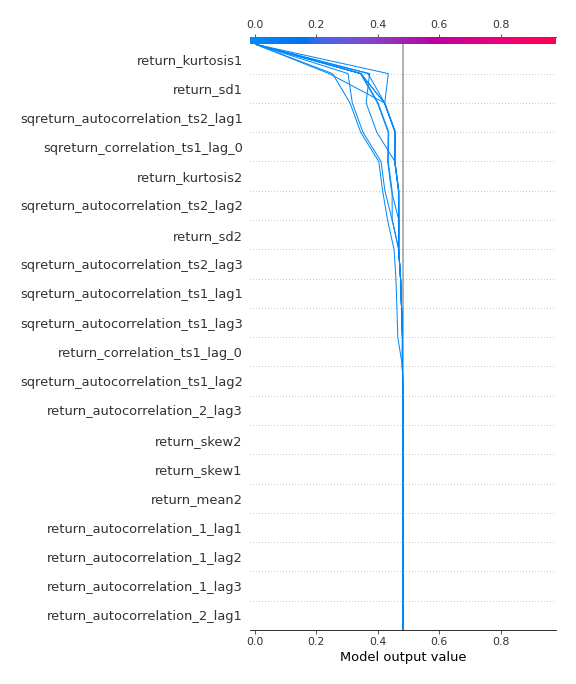 0.0 0.2 0.4 0.6 0.8
return_kurtosis1
return_sd1
sqreturn_autocorrelation_ts2_lag1
sqreturn_correlation_ts1_lag_0
return_kurtosis2
sqreturn_autocorrelation_ts2_lag2
return_sd2
sqreturn_autocorrelation_ts2_lag3
sqreturn_autocorrelation_ts1_lag1
sqreturn_autocorrelation_ts1_lag3
return_correlation_ts1_lag_0
sqreturn_autocorrelation_ts1_lag2
return_autocorrelation_2_lag3
return_skew2
return_skew1
return_mean2
return_autocorrelation_1_lag1
return_autocorrelation_1_lag2
return_autocorrelation_1_lag3
return_autocorrelation_2_lag1
0.0 0.2 0.4 0.6 0.8
Model output value